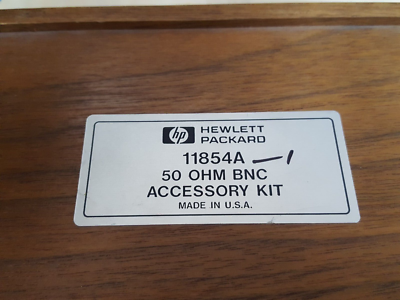 hp HEWLETT
PACKARD
11854A -1
50 OHM BNC
ACCESSORY KIT
MADE IN U.S.A.